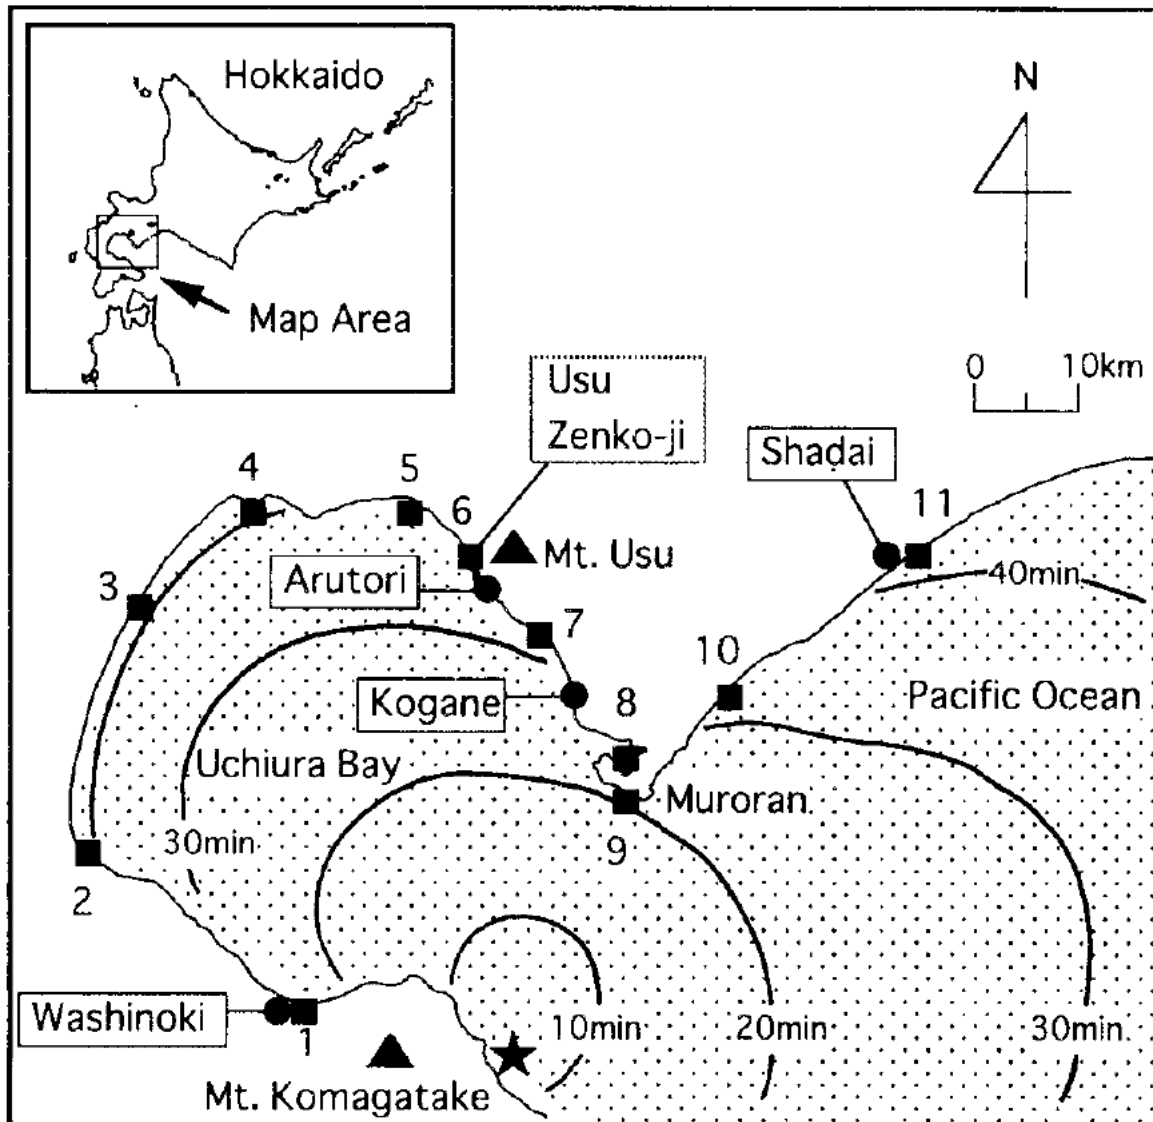 Hokkaido
Map Area
N
0 10km
Usu
Zenko-ji
Shadai
4
5
6
11
Mt. Usu
Arutori
40min
3
7
10
Kogane
8
Pacific Ocean
Uchiura Bay
Muroran
30min
9
2
Washinoki
1
10min
20min
30min
Mt. Komagatake